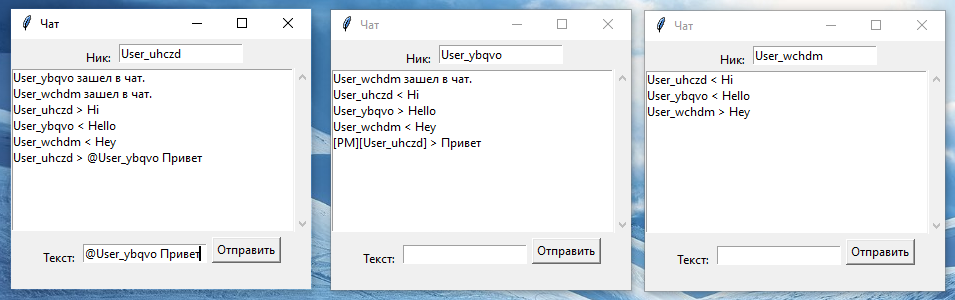 Чат
Ник: User_uhczd
User_ybqvo зашел в чат.
User_wchdm зашел в чат.
User_uhczd > Hi
User_ybqvo < Hello
User_wchdm < Hey
User_uhczd > @User_ybqvo Привет
Текст: @User_ybqvo Привет Отправить
Чат
Ник: User_ybqvo
User_wchdm зашел в чат.
User_uhczd < Hi
User_ybqvo > Hello
User_wchdm < Hey
[PM][User_uhczd] > Привет
Текст: Отправить
Чат
Ник: User_wchdm
User_uhczd < Hi
User_ybqvo < Hello
User_wchdm > Hey
Текст: Отправить